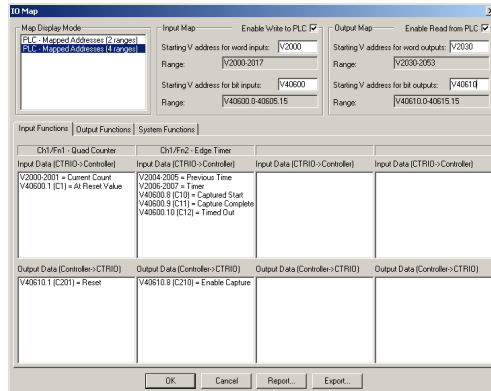 IO Map
Map Display Mode
PLC - Mapped Addresses (2 ranges)
PLC - Mapped Addresses (4 ranges)
Input Map
Enable Write to PLC
Starting V address for word inputs:
V2000
Range:
V2000-2017
Starting V address for bit inputs:
V40600
Range:
V40600.0-40605.15
Output Map
Enable Read from PLC
Starting V address for word outputs:
V2030
Range:
V2030-2053
Starting V address for bit outputs:
V40610
Range:
V40610.0-40615.15
Input Functions
Output Functions
System Functions
Ch1/Fn1 - Quad Counter
Ch1/Fn2 - Edge Timer
Input Data (CTRIO->Controller)
Input Data (CTRIO->Controller)
Input Data (CTRIO->Controller)
Input Data (CTRIO->Controller)
V2000-2001 = Current Count
V40600.1 (C1) = At Reset Value
V2004-2005 = Previous Time
V2006-2007 = Timer
V40600.8 (C10) = Captured Start
V40600.9 (C11) = Capture Complete
V40600.10 (C12) = Timed Out
Output Data (Controller->CTRIO)
Output Data (Controller->CTRIO)
Output Data (Controller->CTRIO)
Output Data (Controller->CTRIO)
V40610.1 (C201) = Reset
V40610.8 (C210) = Enable Capture
OK
Cancel
Report...
Export...